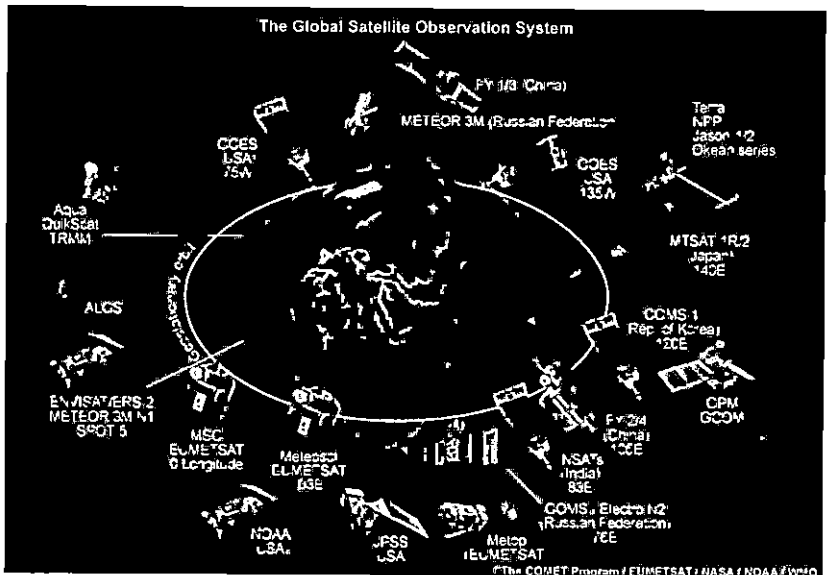 The Global Satellite Observation System
FY-1/3 (China)
METEOR 3M (Russian Federation
GOES
(USA)
75W
GOES
USA
135W
Terra
NPP
Jason 1/2
Okean series
Aqua
QuikScat
TRMM
MTSAT 1R/2
(Japan)
140E
Geostationary orbit
ALOS
COMS-1
(Rep. of Korea)
120E
ENVISAT/ERS-2
METEOR 3M N1
SPOT 5
GPM
GCOM
MSG
EUMETSAT
0 Longitude
Meteosat
EUMETSAT
63E
FY-2/4
(China)
105E
NSATs
(India)
83E
GOMS / Electro N2
(Russian Federation)
76E
NOAA
USA
JPSS
USA
Metop
(EUMETSAT
©The COMET Program / EUMETSAT / NASA / NOAA / WMO